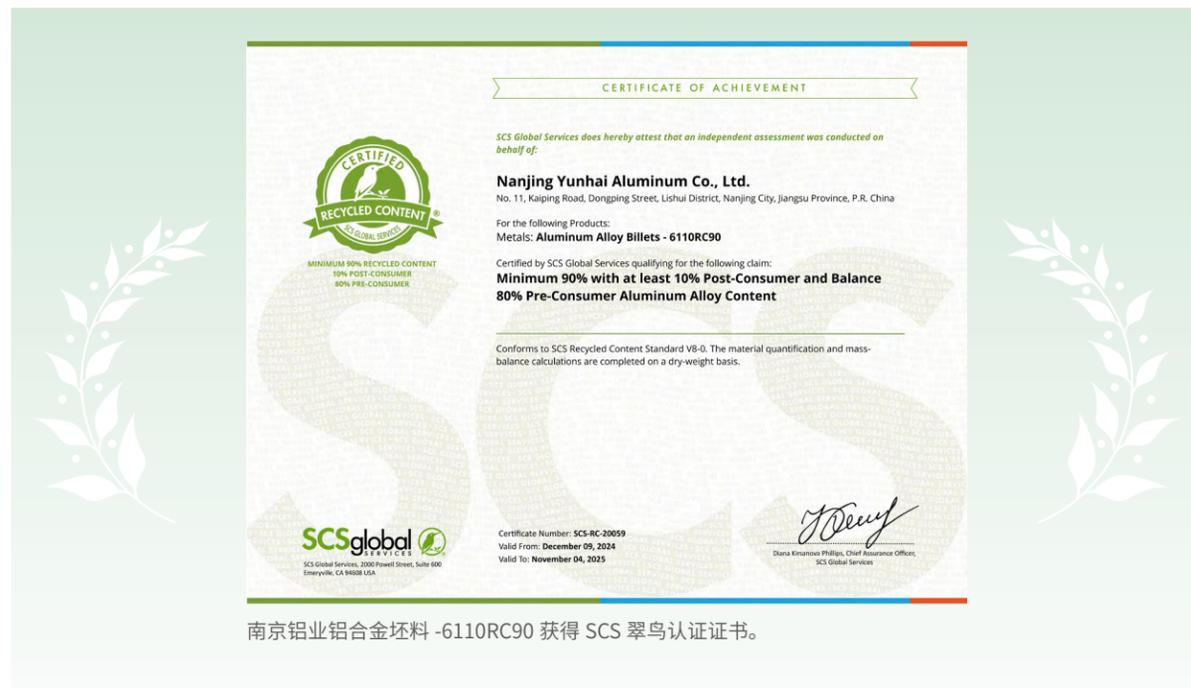 CERTIFICATE OF ACHIEVEMENT
SCS Global Services does hereby attest that an independent assessment was conducted on
behalf of:
Nanjing Yunhai Aluminum Co., Ltd.
No. 11, Kaiping Road, Dongping Street, Lishui District, Nanjing City, Jiangsu Province, P.R. China
For the following Products:
Metals: Aluminum Alloy Billets - 6110RC90
Certified by SCS Global Services qualifying for the following claim:
Minimum 90% with at least 10% Post-Consumer and Balance
80% Pre-Consumer Aluminum Alloy Content
Conforms to SCS Recycled Content Standard V8-0. The material quantification and mass-
balance calculations are completed on a dry-weight basis.
CERTIFIED
RECYCLED CONTENT®
SCS GLOBAL SERVICES
MINIMUM 90% RECYCLED CONTENT
10% POST-CONSUMER
80% PRE-CONSUMER
SCS
SCSglobal
SERVICES
SCS Global Services, 2000 Powell Street, Suite 600
Emeryville, CA 94608 USA
Certificate Number: SCS-RC-20059
Valid From: December 09, 2024
Valid To: November 04, 2025
Diana Kirsanova Phillips, Chief Assurance Officer,
SCS Global Services
南京铝业铝合金坯料 -6110RC90 获得 SCS 翠鸟认证证书。